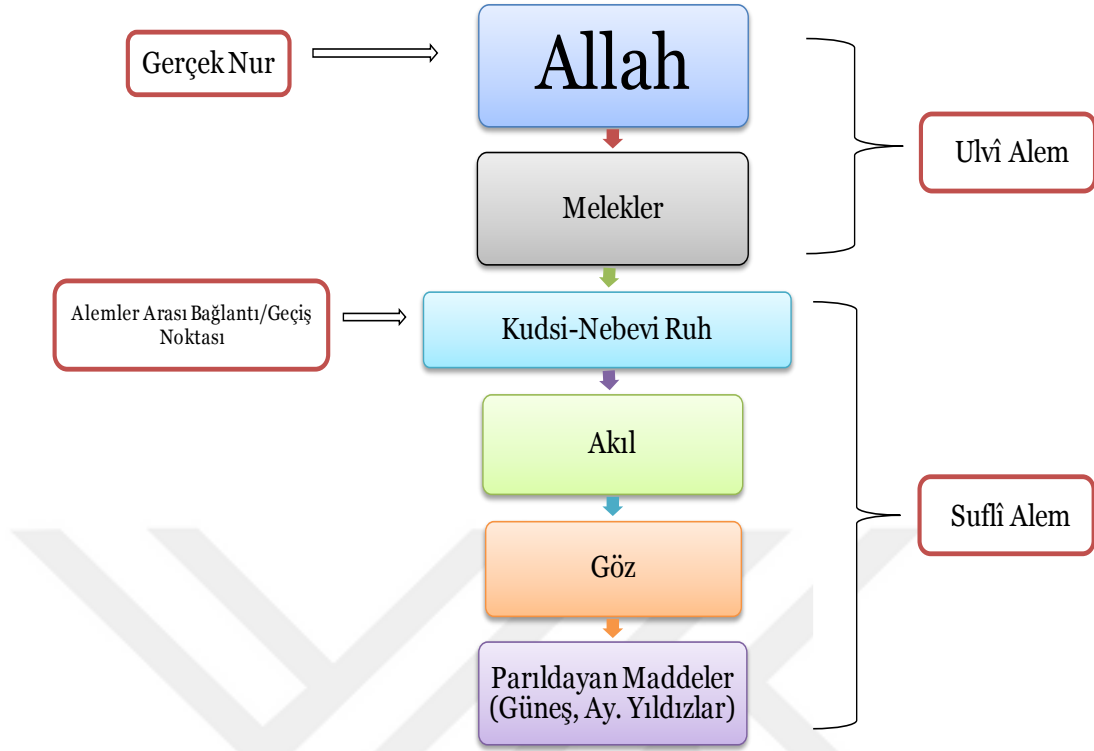 Gerçek Nur
Allah
Ulvî Alem
Melekler
Alemler Arası Bağlantı/Geçiş
Noktası
Kudsi-Nebevi Ruh
Akıl
Suflî Alem
Göz
Parıldayan Maddeler
(Güneş, Ay. Yıldızlar)